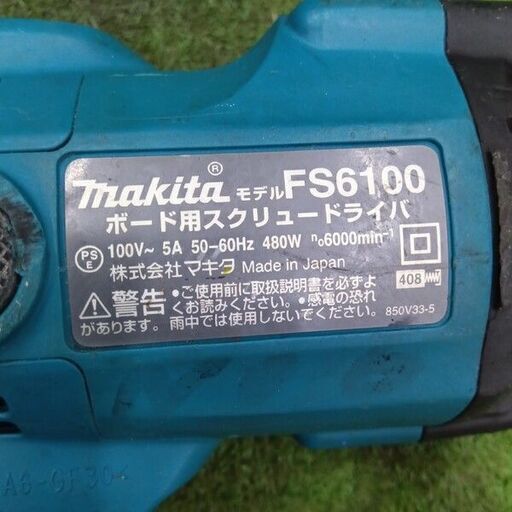 makita® モデルFS6100
ボード用スクリュードライバ
PSE 100V~ 5A 50-60Hz 480W n₀6000min⁻¹
株式会社マキタ Made in Japan
408
警告 •ご使用前に取扱説明書を必ずよくお読みください。•感電の恐れ
があります。雨中では使用しないでください。
850V33-5
PA6-GF30<